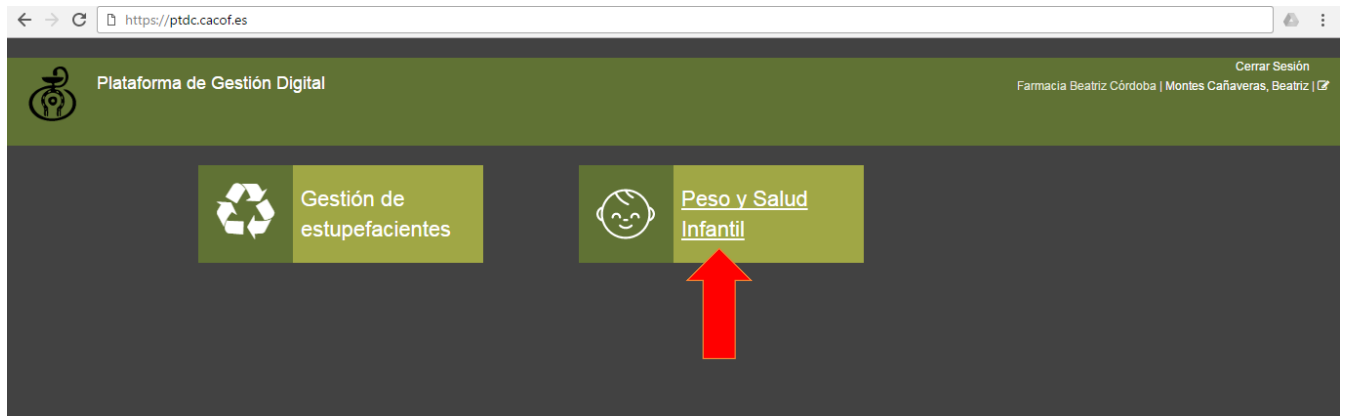 https://ptdc.cacof.es
Cerrar Sesión
Plataforma de Gestión Digital
Farmacia Beatriz Córdoba | Montes Cañaveras, Beatriz |
Gestión de
estupefacientes
Peso y Salud
Infantil